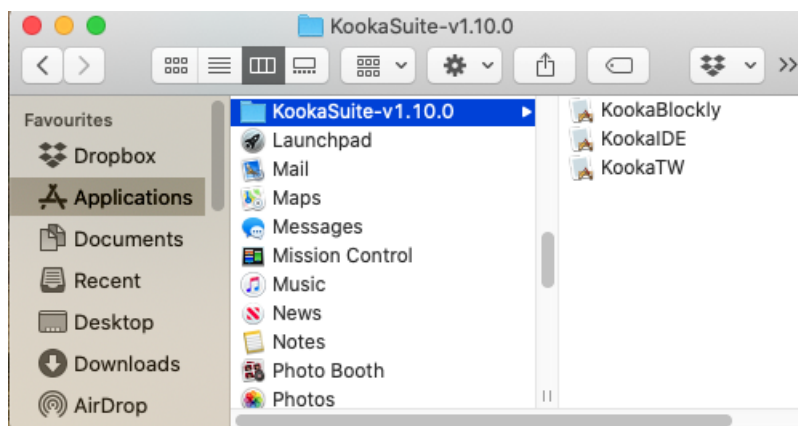 KookaSuite-v1.10.0
Favourites
Dropbox
Applications
Documents
Recent
Desktop
Downloads
AirDrop
KookaSuite-v1.10.0
Launchpad
Mail
Maps
Messages
Mission Control
Music
News
Notes
Photo Booth
Photos
KookaBlockly
KookaIDE
KookaTW